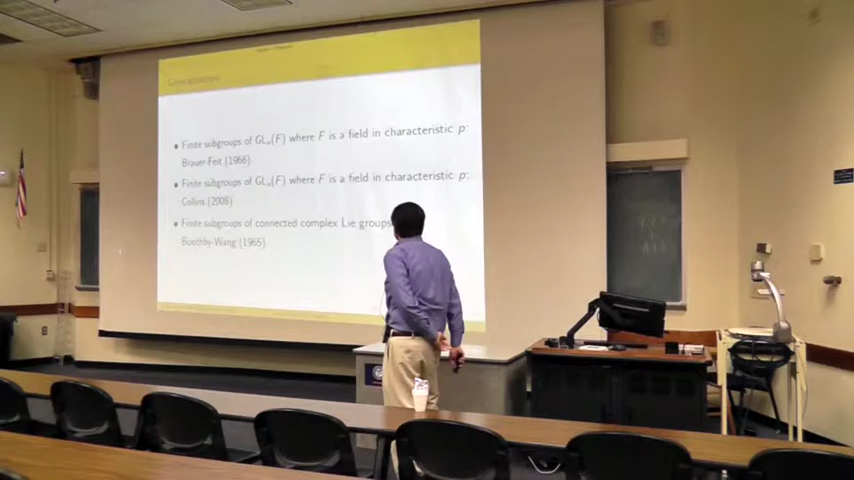 Generalizations
• Finite subgroups of GLₙ(F) where F is a field in characteristic p:
Brauer-Feit (1966)
• Finite subgroups of GLₙ(F) where F is a field in characteristic p:
Collins (2008)
• Finite subgroups of connected complex Lie groups
Boothby-Wang (1965)